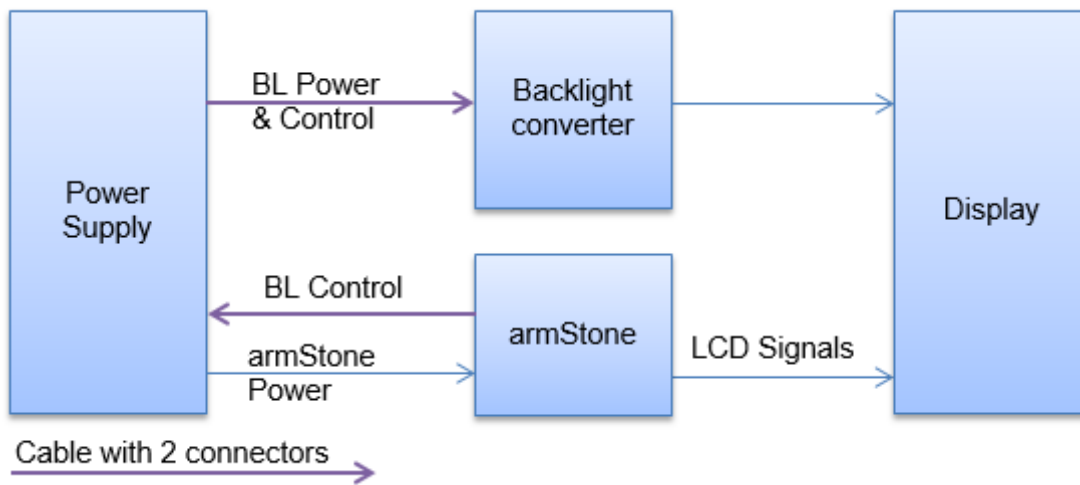 BL Power
& Control
Backlight
converter
Power
Supply
Display
BL Control
armStone
LCD Signals
armStone
Power
Cable with 2 connectors